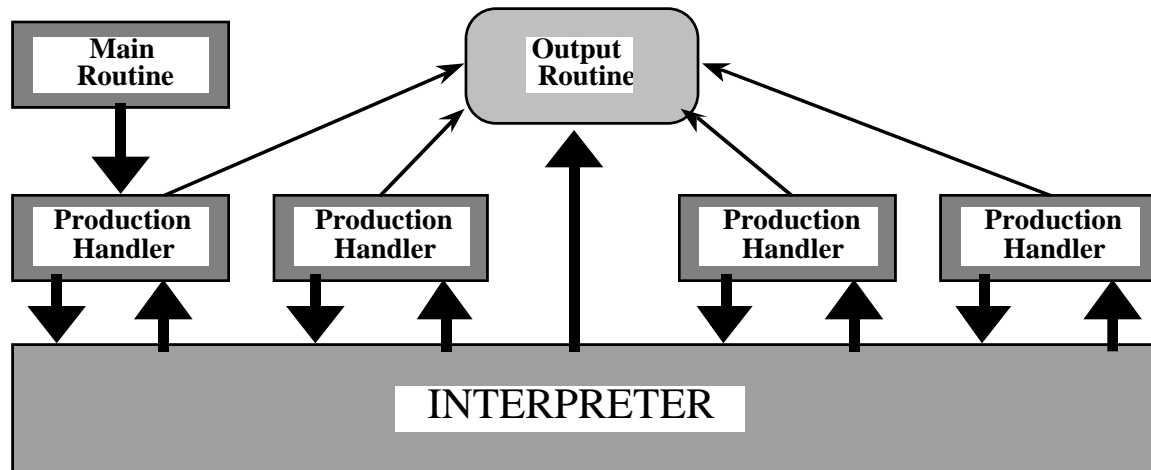 Main
Routine
Output
Routine
Production
Handler
Production
Handler
Production
Handler
Production
Handler
INTERPRETER